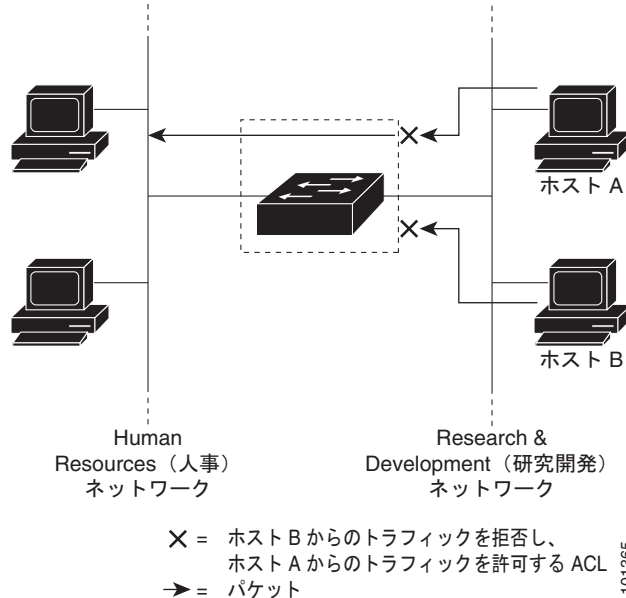 ホスト A
ホスト B
Human
Resources（人事）
ネットワーク
Research &
Development（研究開発）
ネットワーク
✕ = ホスト B からのトラフィックを拒否し、
ホスト A からのトラフィックを許可する ACL
➔ = パケット
101365